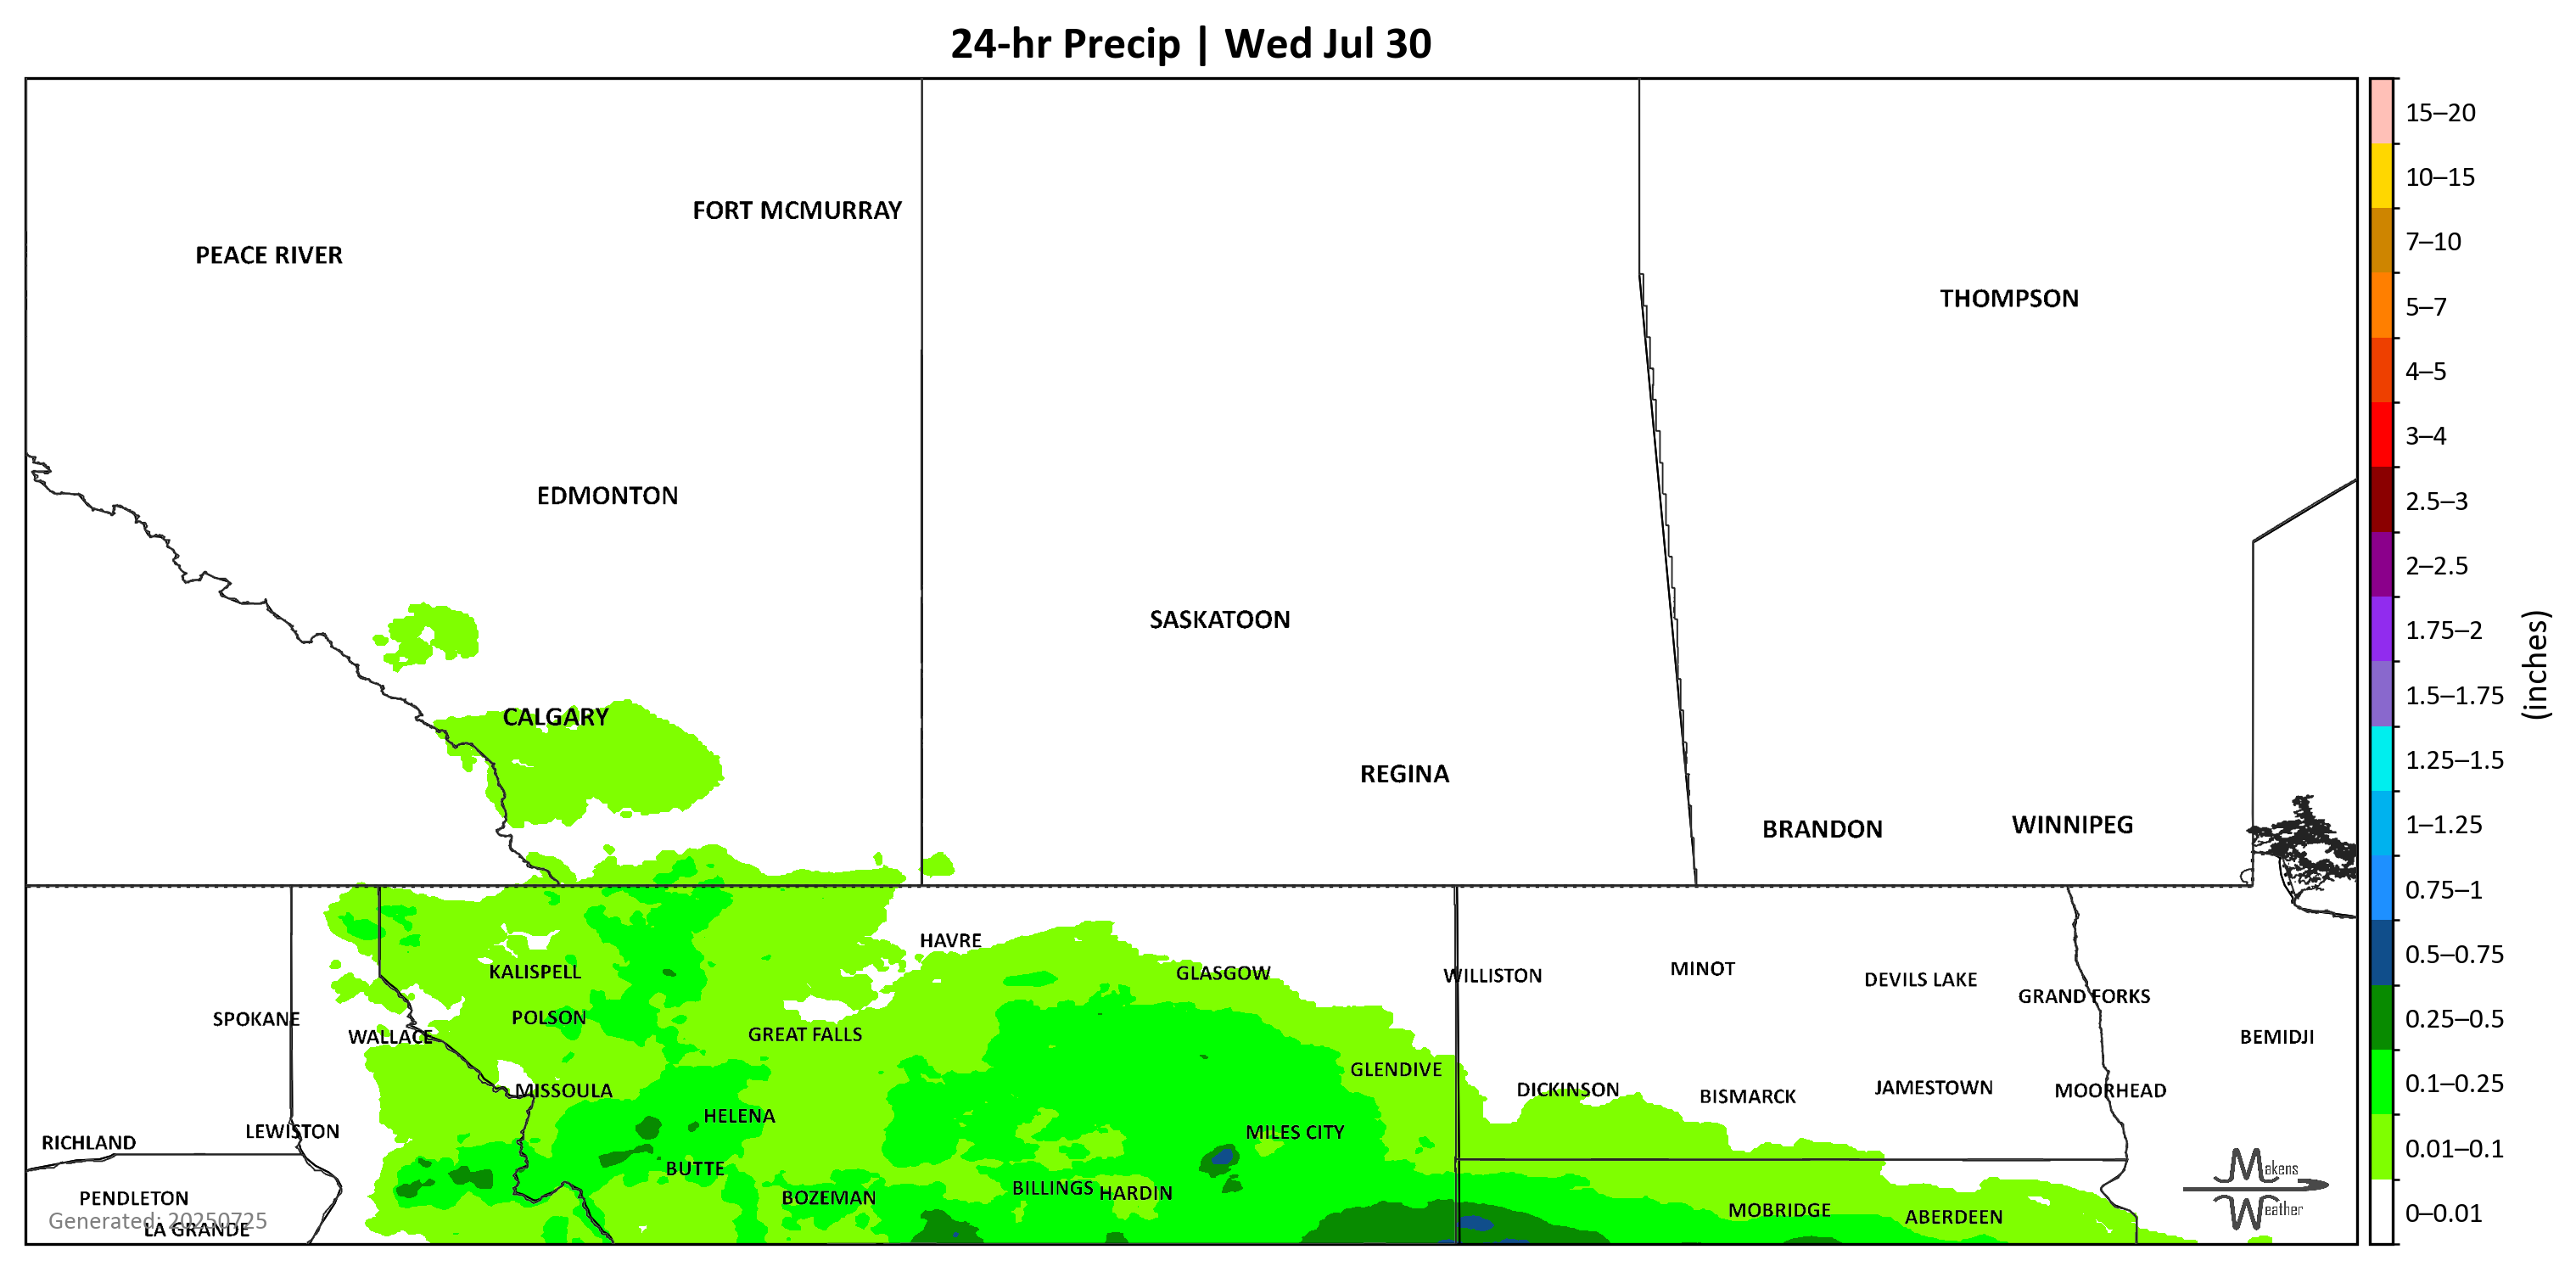 24-hr Precip | Wed Jul 30
FORT MCMURRAY
PEACE RIVER
THOMPSON
EDMONTON
SASKATOON
CALGARY
REGINA
BRANDON
WINNIPEG
HAVRE
KALISPELL
GLASGOW
WILLISTON
MINOT
DEVILS LAKE
GRAND FORKS
SPOKANE
POLSON
WALLACE
GREAT FALLS
BEMIDJI
GLENDIVE
MISSOULA
DICKINSON
BISMARCK
JAMESTOWN
MOORHEAD
HELENA
LEWISTON
RICHLAND
MILES CITY
BUTTE
PENDLETON
BOZEMAN
BILLINGS
HARDIN
MOBRIDGE
ABERDEEN
Generated: 20250725
LA GRANDE
Makens
Weather
15–20
10–15
7–10
5–7
4–5
3–4
2.5–3
2–2.5
1.75–2
1.5–1.75
1.25–1.5
1–1.25
0.75–1
0.5–0.75
0.25–0.5
0.1–0.25
0.01–0.1
0–0.01
(inches)